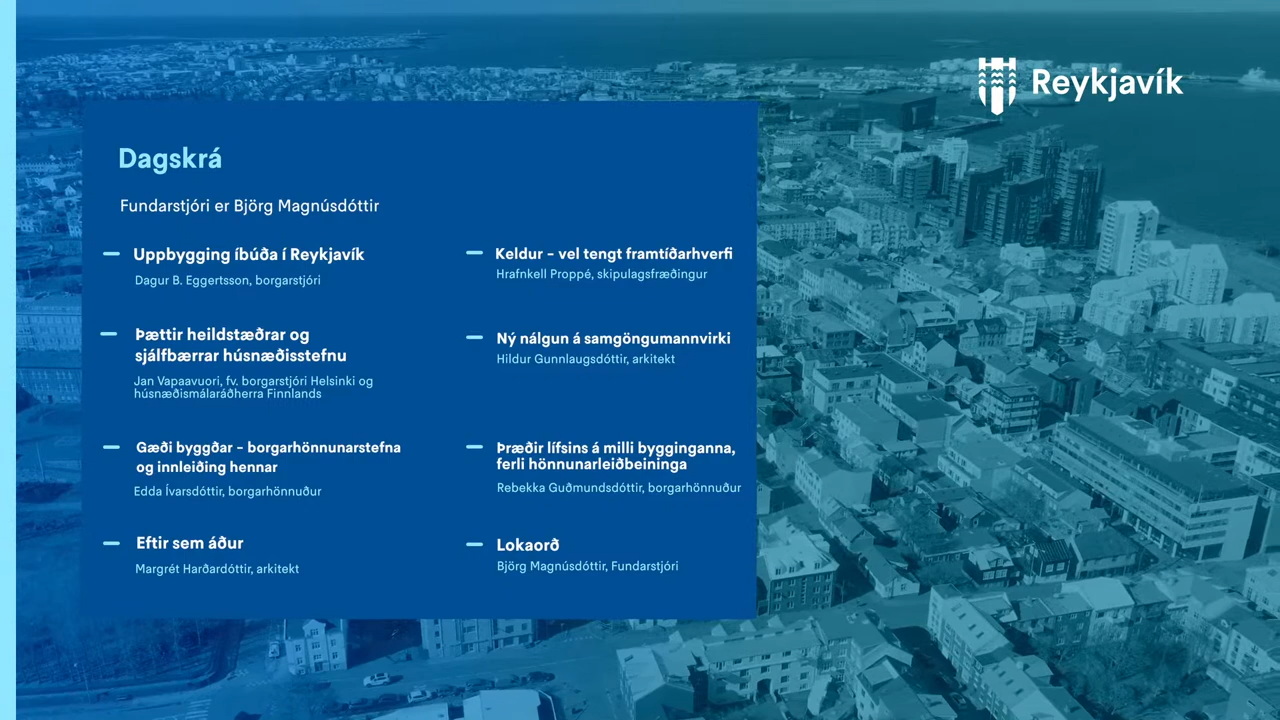 Reykjavík
Dagskrá
Fundarstjóri er Björg Magnúsdóttir
Uppbygging íbúða í Reykjavík
Dagur B. Eggertsson, borgarstjóri
Þættir heildstæðrar og
sjálfbærrar húsnæðisstefnu
Jan Vapaavuori, fv. borgarstjóri Helsinki og
húsnæðismálaráðherra Finnlands
Gæði byggðar - borgarhönnunarstefna
og innleiðing hennar
Edda Ívarsdóttir, borgarhönnuður
Eftir sem áður
Margrét Harðardóttir, arkitekt
Keldur - vel tengt framtíðarhverfi
Hrafnkell Proppé, skipulagsfræðingur
Ný nálgun á samgöngumannvirki
Hildur Gunnlaugsdóttir, arkitekt
Þræðir lífsins á milli bygginganna,
ferli hönnunarleiðbeininga
Rebekka Guðmundsdóttir, borgarhönnuður
Lokaorð
Björg Magnúsdóttir, Fundarstjóri